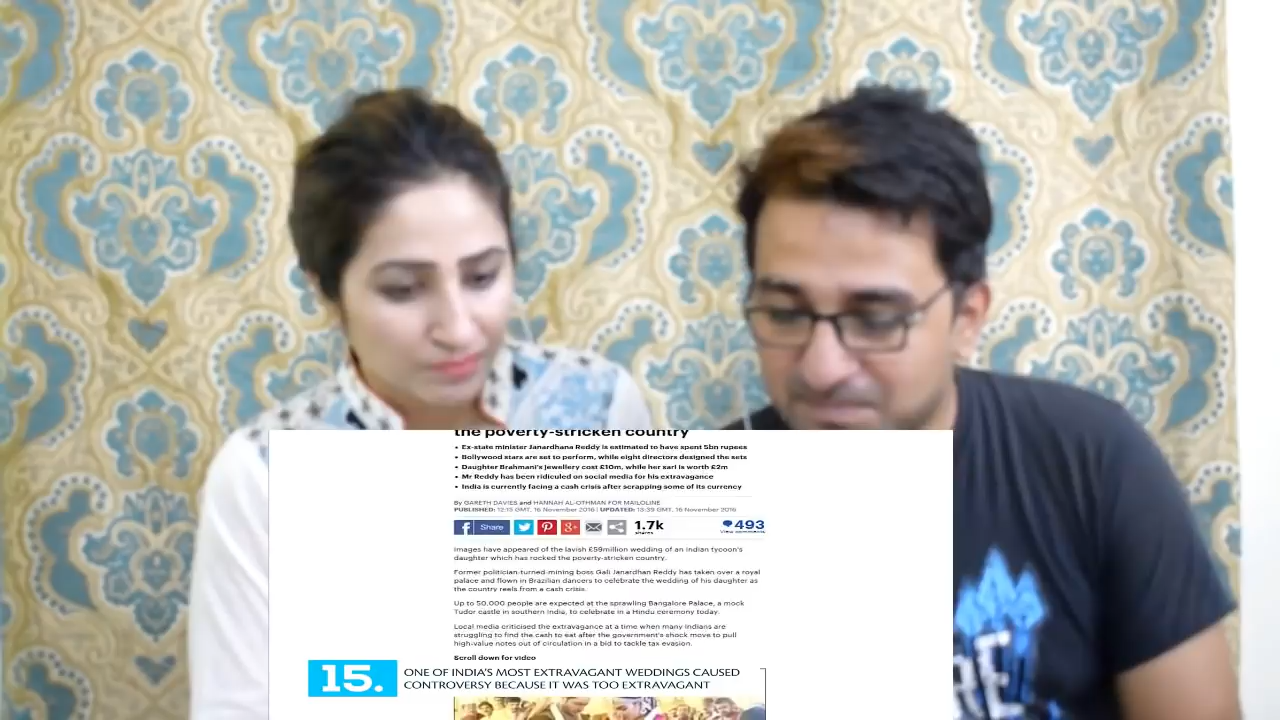 the poverty-stricken country
• Ex-state minister Janardhana Reddy is estimated to have spent 5bn rupees
• Bollywood stars are set to perform, while eight directors designed the sets
• Daughter Brahmani's jewellery cost £10m, while her sari is worth £2m
• Mr Reddy has been ridiculed on social media for his extravagance
• India is currently facing a cash crisis after scrapping some of its currency
By GARETH DAVIES and HANNAH AL-OTHMAN FOR MAILONLINE
PUBLISHED: 12:15 GMT, 16 November 2016 | UPDATED: 13:39 GMT, 16 November 2016
f Share 1.7k shares 493 View comments
Images have appeared of the lavish £59million wedding of an Indian tycoon's
daughter which has rocked the poverty-stricken country.
Former politician-turned-mining boss Gali Janardhan Reddy has taken over a royal
palace and flown in Brazilian dancers to celebrate the wedding of his daughter as
the country reels from a cash crisis.
Up to 50,000 people are expected at the sprawling Bangalore Palace, a mock
Tudor castle in southern India, to celebrate in a Hindu ceremony today.
Local media criticised the extravagance at a time when many Indians are
struggling to find the cash to eat after the government's shock move to pull
high-value notes out of circulation in a bid to tackle tax evasion.
Scroll down for video
15. ONE OF INDIA'S MOST EXTRAVAGANT WEDDINGS CAUSED
CONTROVERSY BECAUSE IT WAS TOO EXTRAVAGANT